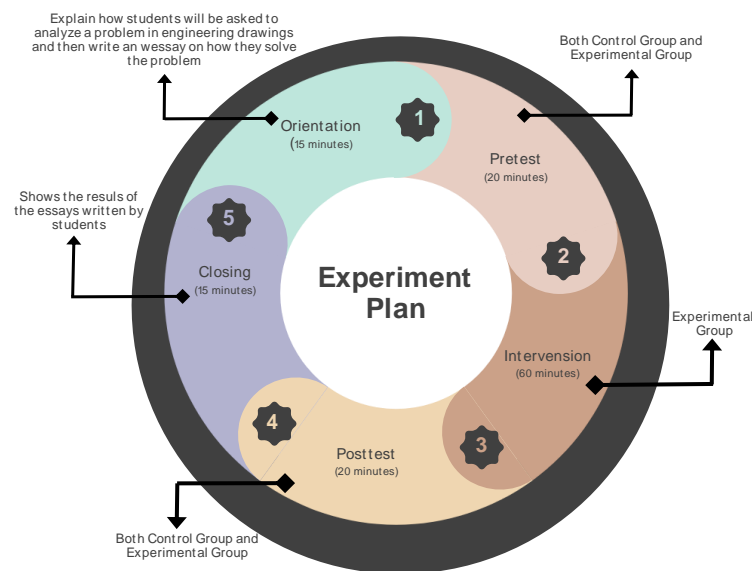 Explain how students will be asked to
analyze a problem in engineering drawings
and then write an wessay on how they solve
the problem
Both Control Group and
Experimental Group
1
Orientation
(15 minutes)
Pretest
(20 minutes)
Shows the resuls of
the essays written by
students
5
2
Closing
(15 minutes)
Experiment
Plan
Experimental
Group
Intervension
(60 minutes)
4
3
Posttest
(20 minutes)
Both Control Group and
Experimental Group